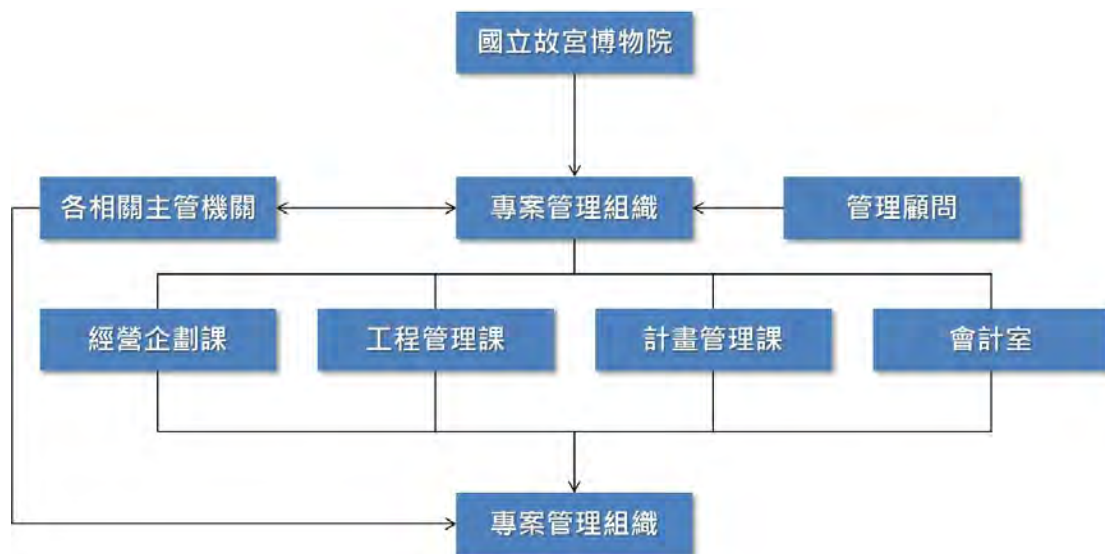 國立故宮博物院
各相關主管機關
專案管理組織
管理顧問
經營企劃課
工程管理課
計畫管理課
會計室
專案管理組織